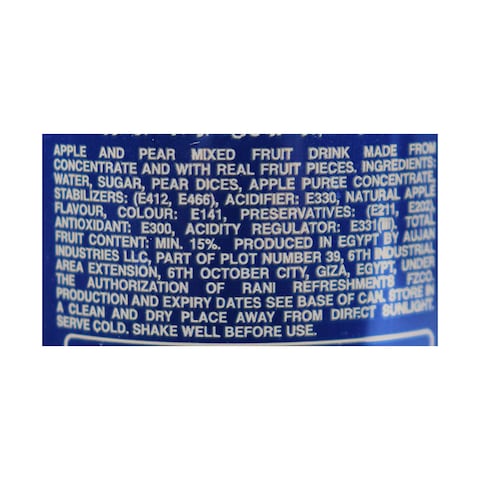 APPLE AND PEAR MIXED FRUIT DRINK MADE FROM
CONCENTRATE AND WITH REAL FRUIT PIECES. INGREDIENTS:
WATER, SUGAR, PEAR DICES, APPLE PUREE CONCENTRATE,
STABILIZERS: (E412, E466), ACIDIFIER: E330, NATURAL APPLE
FLAVOUR, COLOUR: E141, PRESERVATIVES: (E211, E202),
ANTIOXIDANT: E300, ACIDITY REGULATOR: E331(III), TOTAL
FRUIT CONTENT: MIN. 15%. PRODUCED IN EGYPT BY AUJAN
INDUSTRIES LLC, PART OF PLOT NUMBER 39, 6TH INDUSTRIAL
AREA EXTENSION, 6TH OCTOBER CITY, GIZA, EGYPT, UNDER
THE AUTHORIZATION OF RANI REFRESHMENTS FZCO.
PRODUCTION AND EXPIRY DATES SEE BASE OF CAN. STORE IN
A CLEAN AND DRY PLACE AWAY FROM DIRECT SUNLIGHT.
SERVE COLD. SHAKE WELL BEFORE USE.